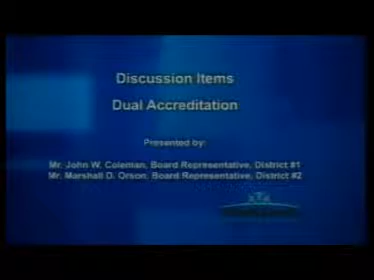 Discussion Items
Dual Accreditation
Presented by:
Mr. John W. Coleman, Board Representative, District #1
Mr. Marshall D. Orson, Board Representative, District #2